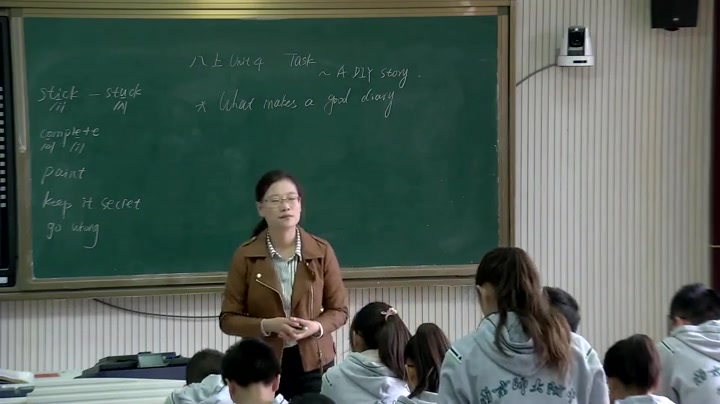 八上 Unit 4 Task
~ A DIY story.
* What makes a good diary
stick - stuck
/i/ /ʌ/
complete
paint
keep it secret
go wrong